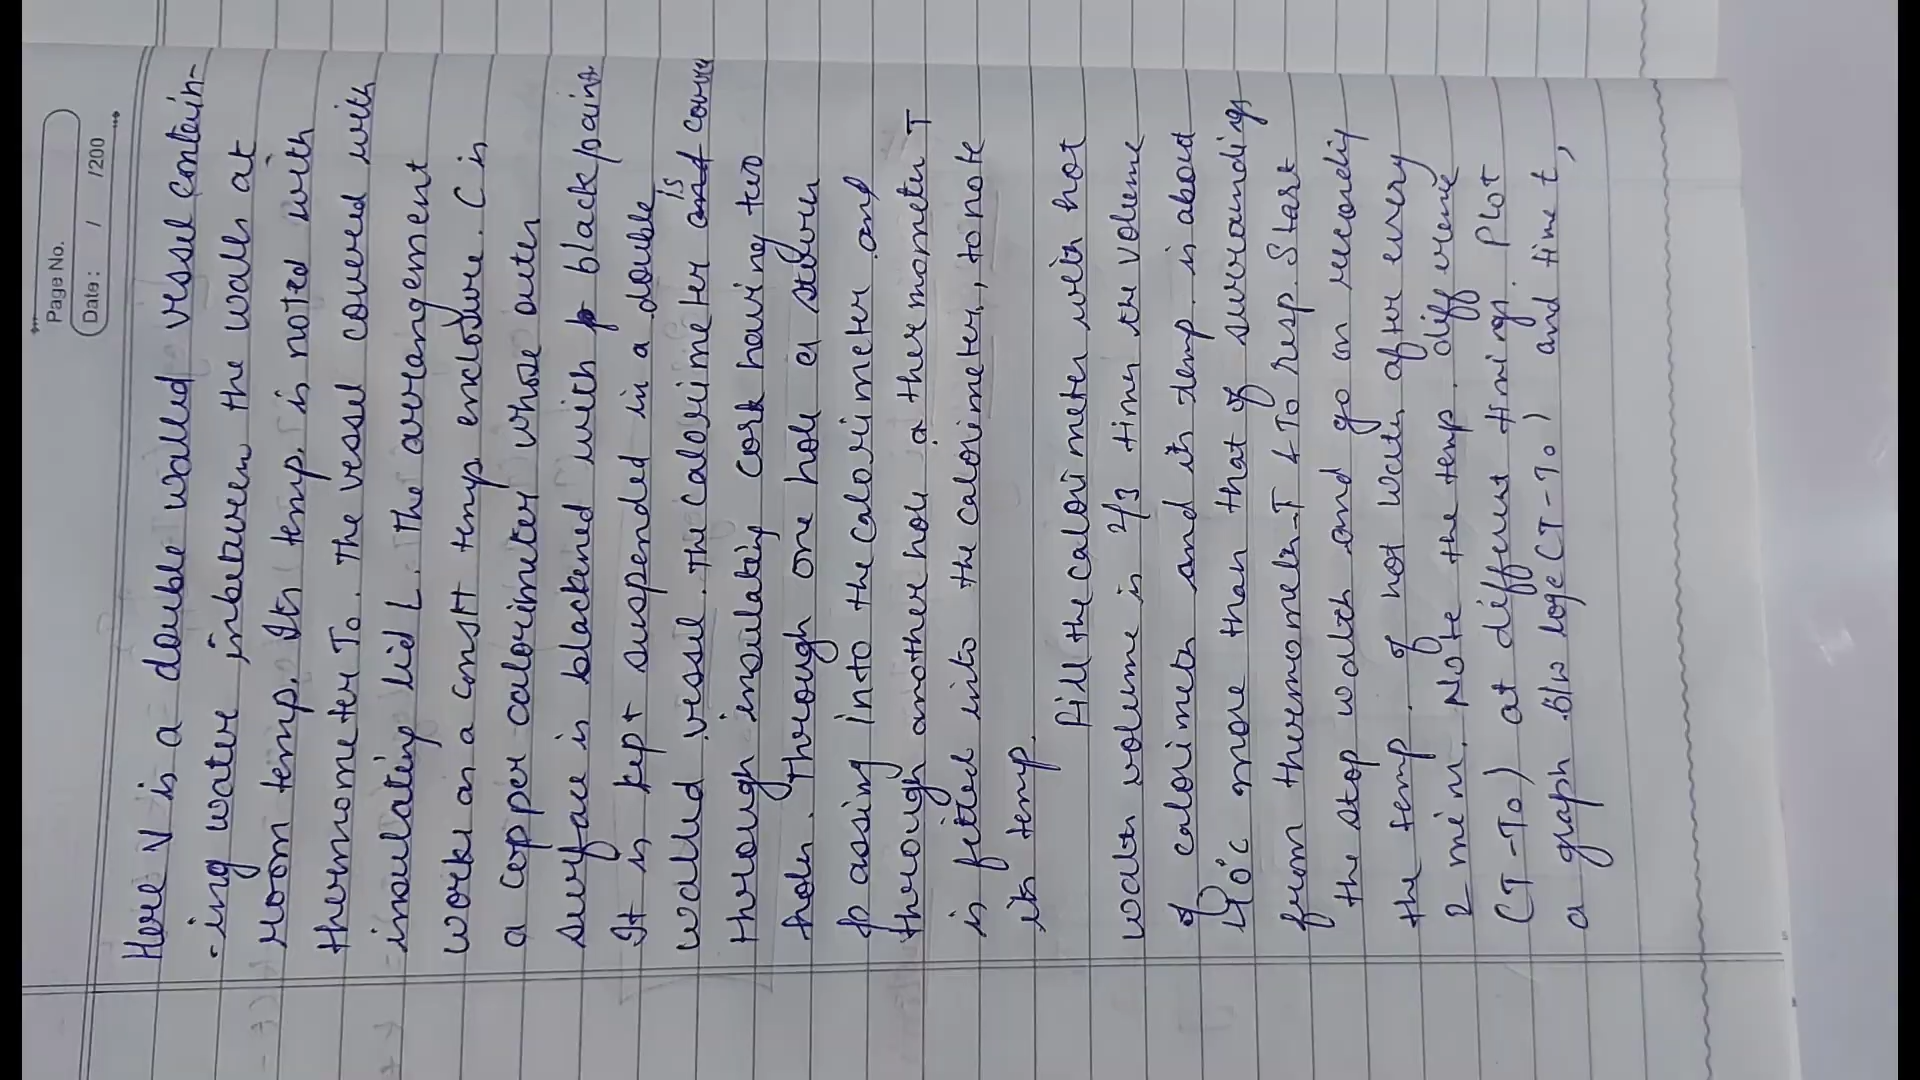 Page No.
Date: / /200
Here V is a double walled vessel contain-
-ing water inbetween the walls at
room temp. Its temp. is noted with
thermometer To. The vessel covered with
insulating lid L. The arrangement
works as a constt temp. enclosure. C is
a copper calorimeter whose outer
surface is blackened with black paint
It is kept suspended in a double
walled vessel. The calorimeter is cover
through insulating cork having two
holes. Through one hole a stirrer
passing into the calorimeter and
through another hole a thermometer T
is fitted into the calorimeter, to note
its temp.
Fill the calorimeter with hot
water volume is 2/3 times the volume
of calorimeter and its temp. is about
40°C more than that of surroundings
from thermometer T & To resp. Start
the stop watch and go on recording
the temp. of hot water after every
2 min. Note the temp. difference
(T-To) at different timings. Plot
a graph b/w loge(T-To) and time t,